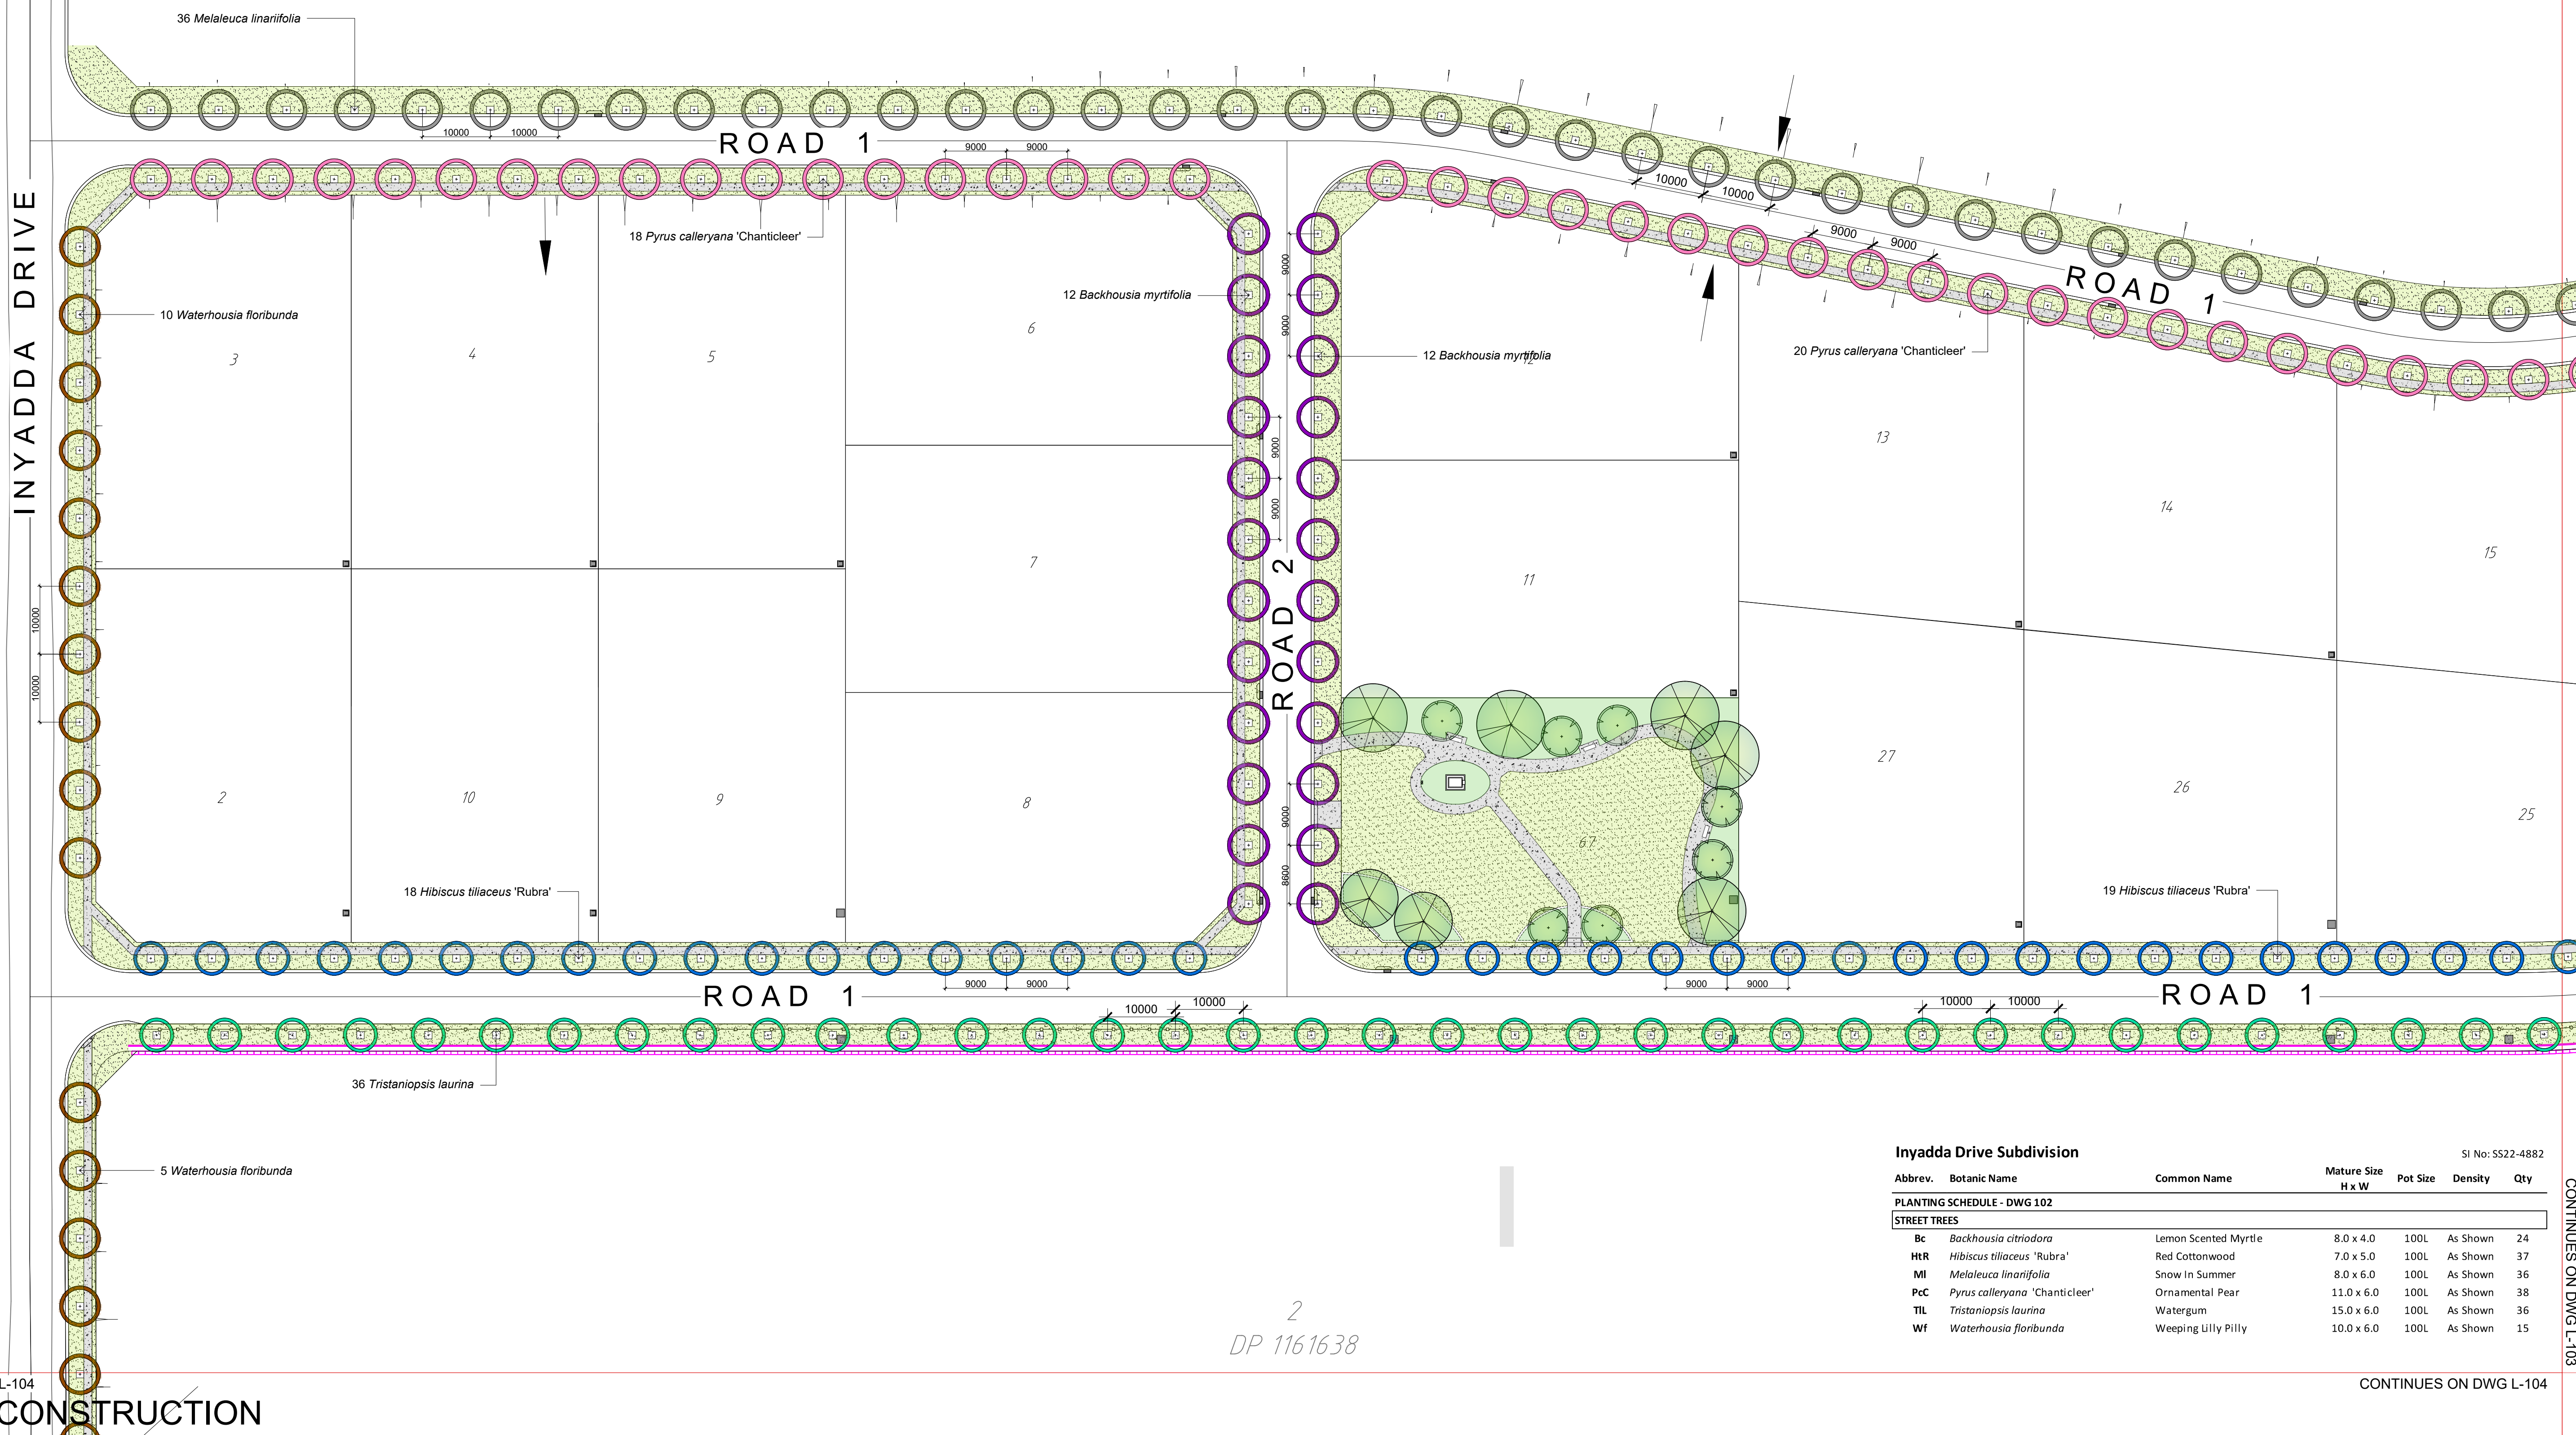 36 Melaleuca linariifolia
10000 10000
ROAD 1
9000 9000
18 Pyrus calleryana 'Chanticleer'
INYADDA DRIVE
10 Waterhousia floribunda
12 Backhousia myrtifolia
12 Backhousia myrtifolia
10000 10000
9000 9000
ROAD 1
20 Pyrus calleryana 'Chanticleer'
3
4
5
6
12
13
14
15
9000
9000
9000
9000
7
11
ROAD 2
10000
10000
2
10
9
8
67
27
26
25
9000
8600
18 Hibiscus tiliaceus 'Rubra'
19 Hibiscus tiliaceus 'Rubra'
9000 9000
9000 9000
ROAD 1
ROAD 1
10000 10000
10000 10000
36 Tristaniopsis laurina
5 Waterhousia floribunda
2
DP 1161638
Inyadda Drive Subdivision SI No: SS22-4882
Abbrev. Botanic Name Common Name Mature Size H x W Pot Size Density Qty
PLANTING SCHEDULE - DWG 102
STREET TREES
Bc Backhousia citriodora Lemon Scented Myrtle 8.0 x 4.0 100L As Shown 24
HtR Hibiscus tiliaceus 'Rubra' Red Cottonwood 7.0 x 5.0 100L As Shown 37
Ml Melaleuca linariifolia Snow In Summer 8.0 x 6.0 100L As Shown 36
PcC Pyrus calleryana 'Chanticleer' Ornamental Pear 11.0 x 6.0 100L As Shown 38
TlL Tristaniopsis laurina Watergum 15.0 x 6.0 100L As Shown 36
Wf Waterhousia floribunda Weeping Lilly Pilly 10.0 x 6.0 100L As Shown 15
CONTINUES ON DWG L-103
L-104
CONTINUES ON DWG L-104
CONSTRUCTION